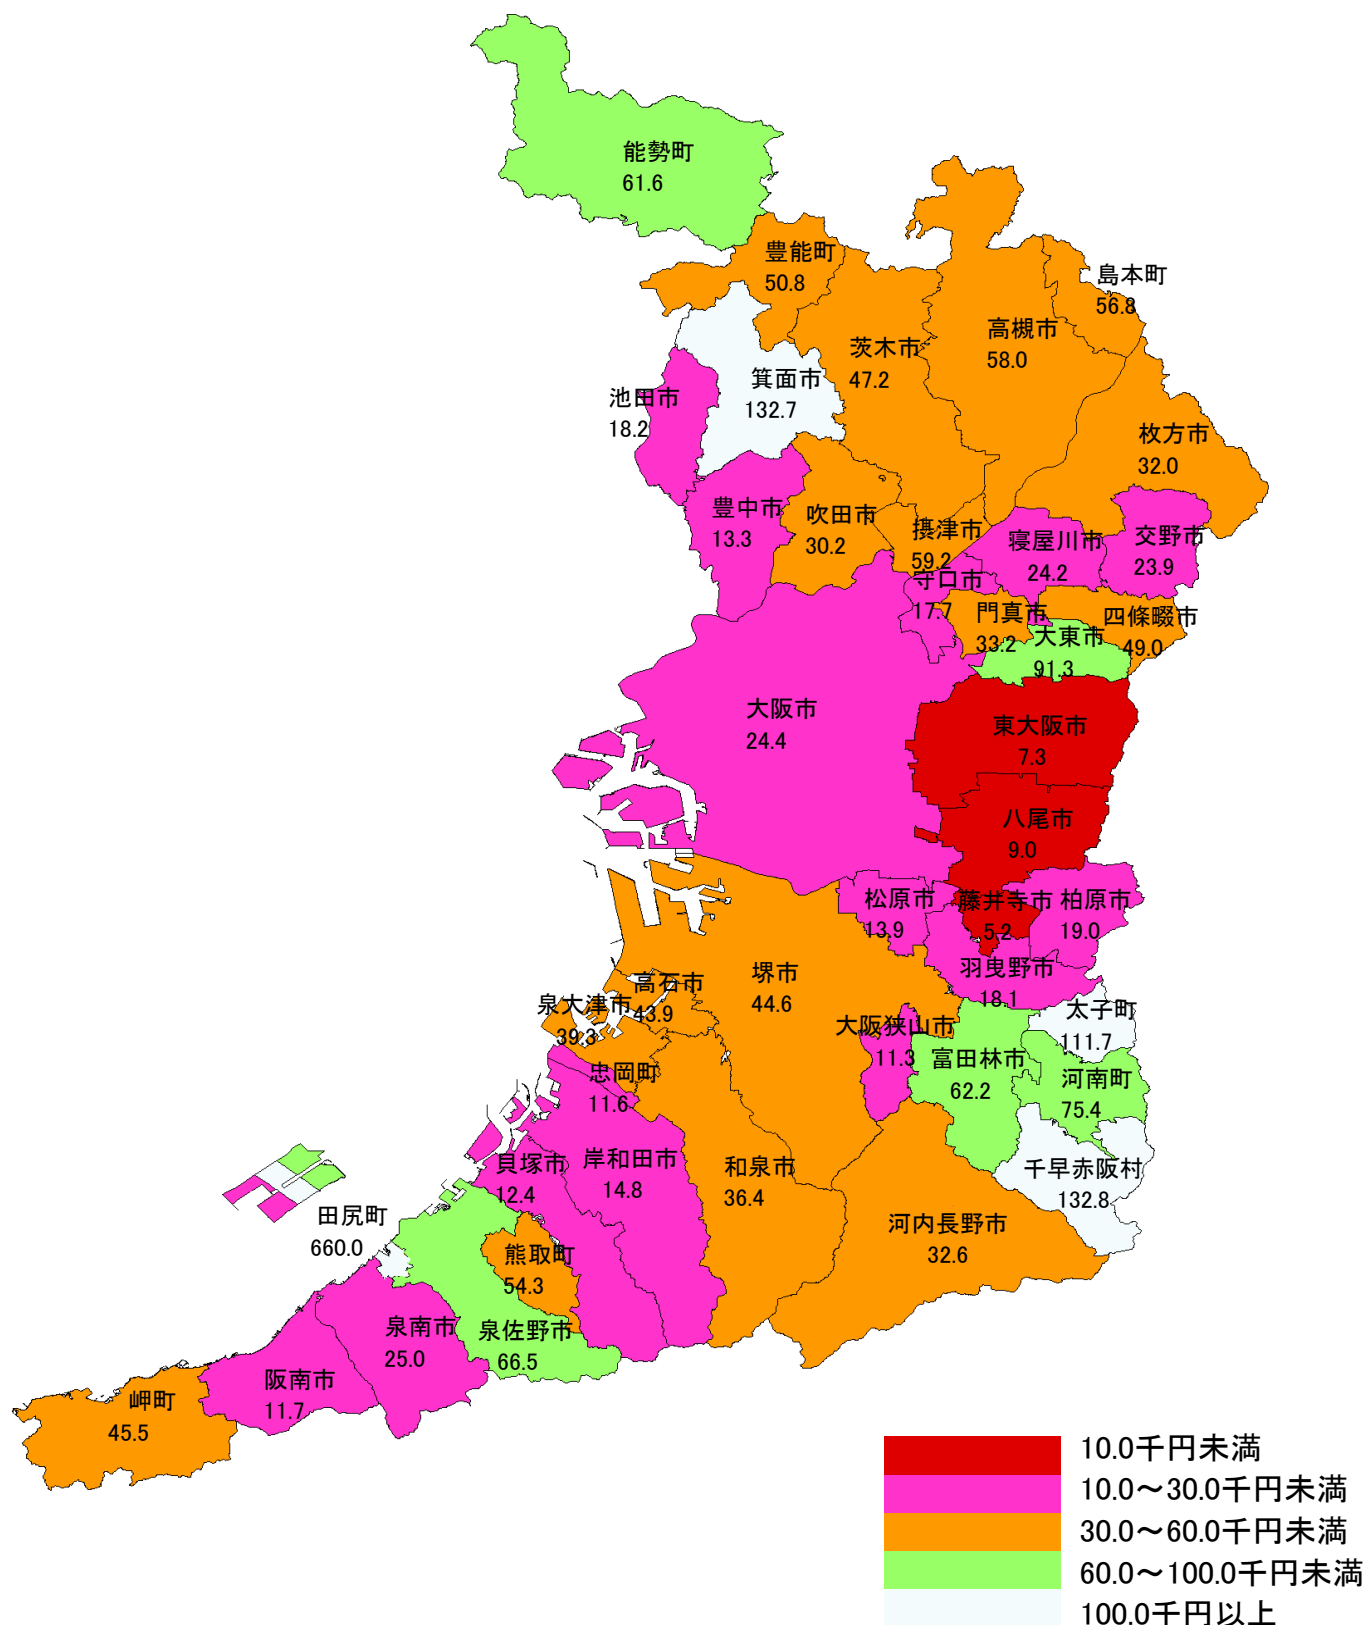 能勢町
61.6
豊能町
50.8
島本町
56.8
高槻市
58.0
茨木市
47.2
箕面市
132.7
池田市
18.2
枚方市
32.0
豊中市
13.3
吹田市
30.2
摂津市
59.2
寝屋川市
24.2
交野市
23.9
守口市
17.7
門真市
33.2
四條畷市
49.0
大東市
91.3
大阪市
24.4
東大阪市
7.3
八尾市
9.0
松原市
13.9
藤井寺市
5.2
柏原市
19.0
羽曳野市
18.1
堺市
44.6
高石市
43.9
泉大津市
39.3
大阪狭山市
11.3
太子町
111.7
富田林市
62.2
河南町
75.4
忠岡町
11.6
岸和田市
14.8
貝塚市
12.4
和泉市
36.4
千早赤阪村
132.8
河内長野市
32.6
田尻町
660.0
熊取町
54.3
泉南市
25.0
泉佐野市
66.5
阪南市
11.7
岬町
45.5
10.0千円未満
10.0～30.0千円未満
30.0～60.0千円未満
60.0～100.0千円未満
100.0千円以上